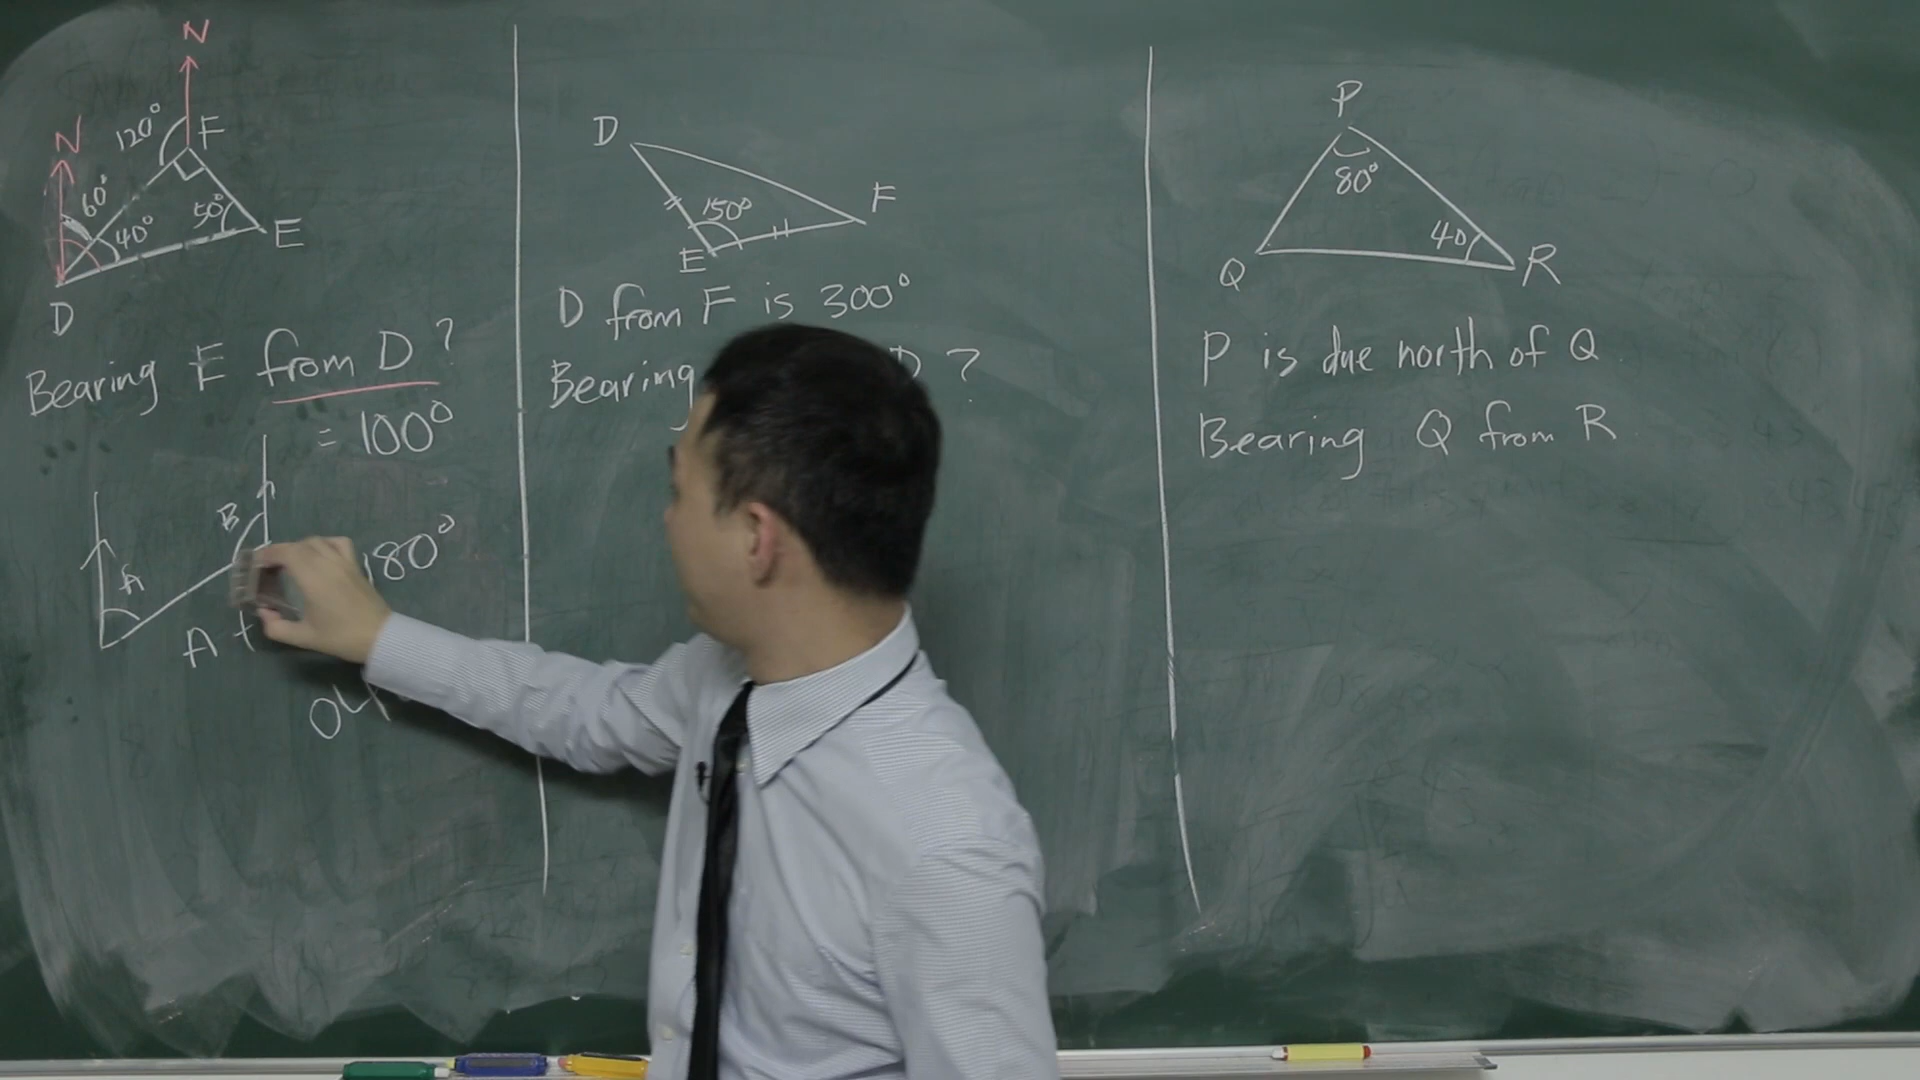 N
N
120°
F
60°
40°
50°
E
D
Bearing E from D?
= 100°
B
A
180°
A +
04
D
150°
F
E
D from F is 300°
Bearing D ?
P
80°
40
Q
R
P is due north of Q
Bearing Q from R